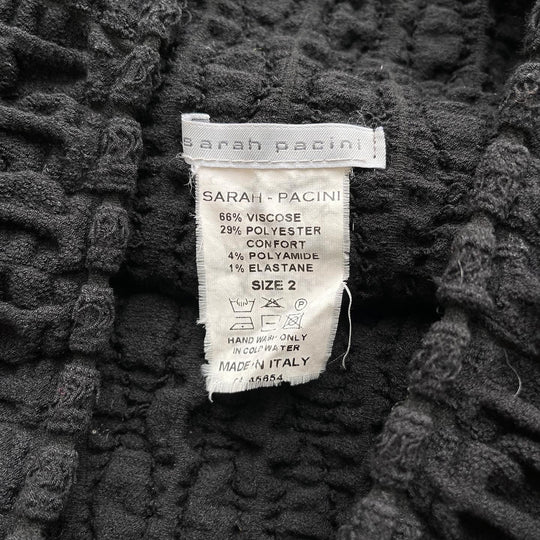 sarah pacini
SARAH - PACINI
66% VISCOSE
29% POLYESTER
CONFORT
4% POLYAMIDE
1% ELASTANE
SIZE 2
P
HAND WASH ONLY
IN COLD WATER
MADE IN ITALY
45654